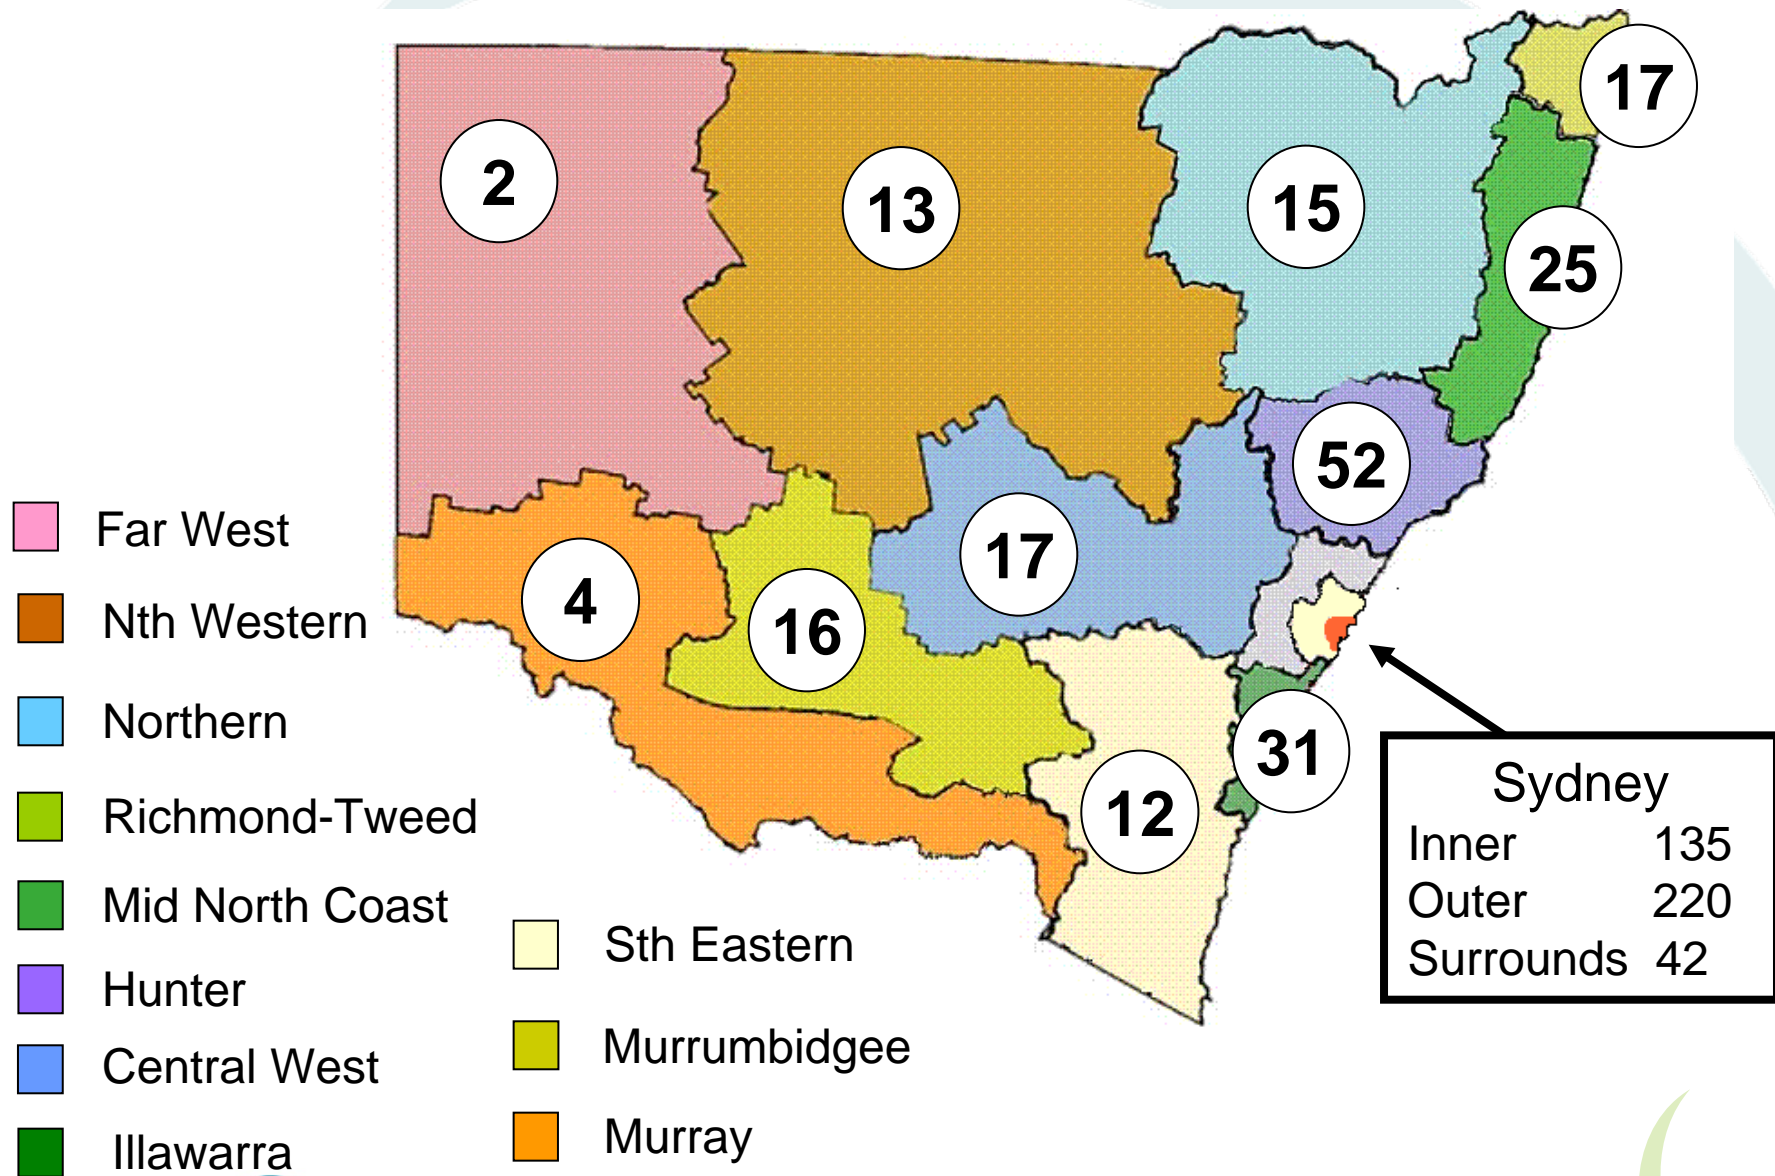 17
2
13
15
25
52
17
4
16
31
12
Far West
Nth Western
Northern
Richmond-Tweed
Mid North Coast
Hunter
Central West
Illawarra
Sth Eastern
Murrumbidgee
Murray
Sydney
Inner 135
Outer 220
Surrounds 42